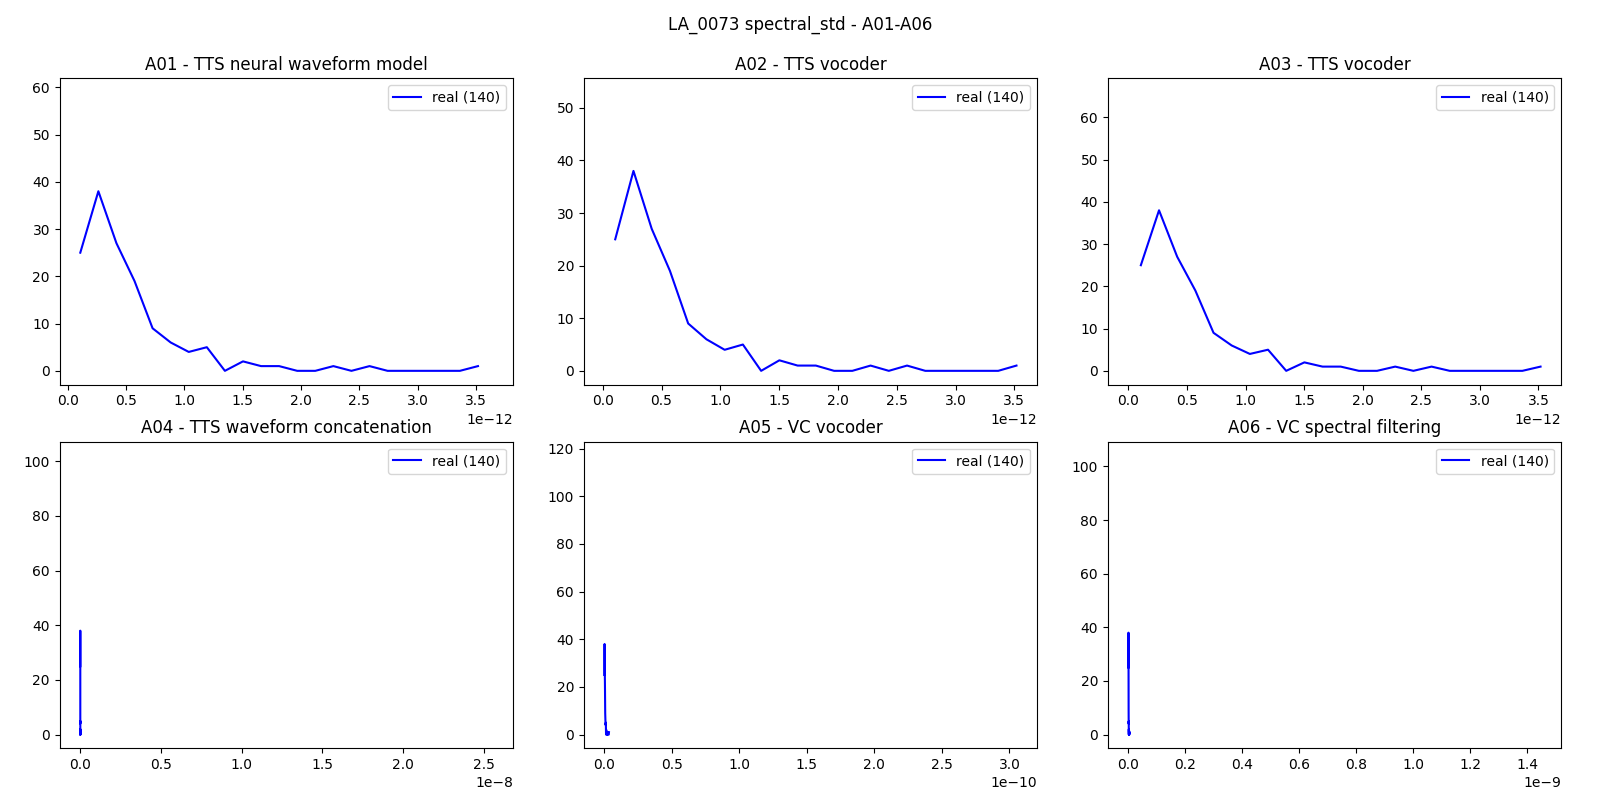 LA_0073 spectral_std - A01-A06
A01 - TTS neural waveform model
real (140)
60
50
40
30
20
10
0
0.0 0.5 1.0 1.5 2.0 2.5 3.0 3.5
1e−12
A02 - TTS vocoder
real (140)
50
40
30
20
10
0
0.0 0.5 1.0 1.5 2.0 2.5 3.0 3.5
1e−12
A03 - TTS vocoder
real (140)
60
50
40
30
20
10
0
0.0 0.5 1.0 1.5 2.0 2.5 3.0 3.5
1e−12
A04 - TTS waveform concatenation
real (140)
100
80
60
40
20
0
0.0 0.5 1.0 1.5 2.0 2.5
1e−8
A05 - VC vocoder
real (140)
120
100
80
60
40
20
0
0.0 0.5 1.0 1.5 2.0 2.5 3.0
1e−10
A06 - VC spectral filtering
real (140)
100
80
60
40
20
0
0.0 0.2 0.4 0.6 0.8 1.0 1.2 1.4
1e−9